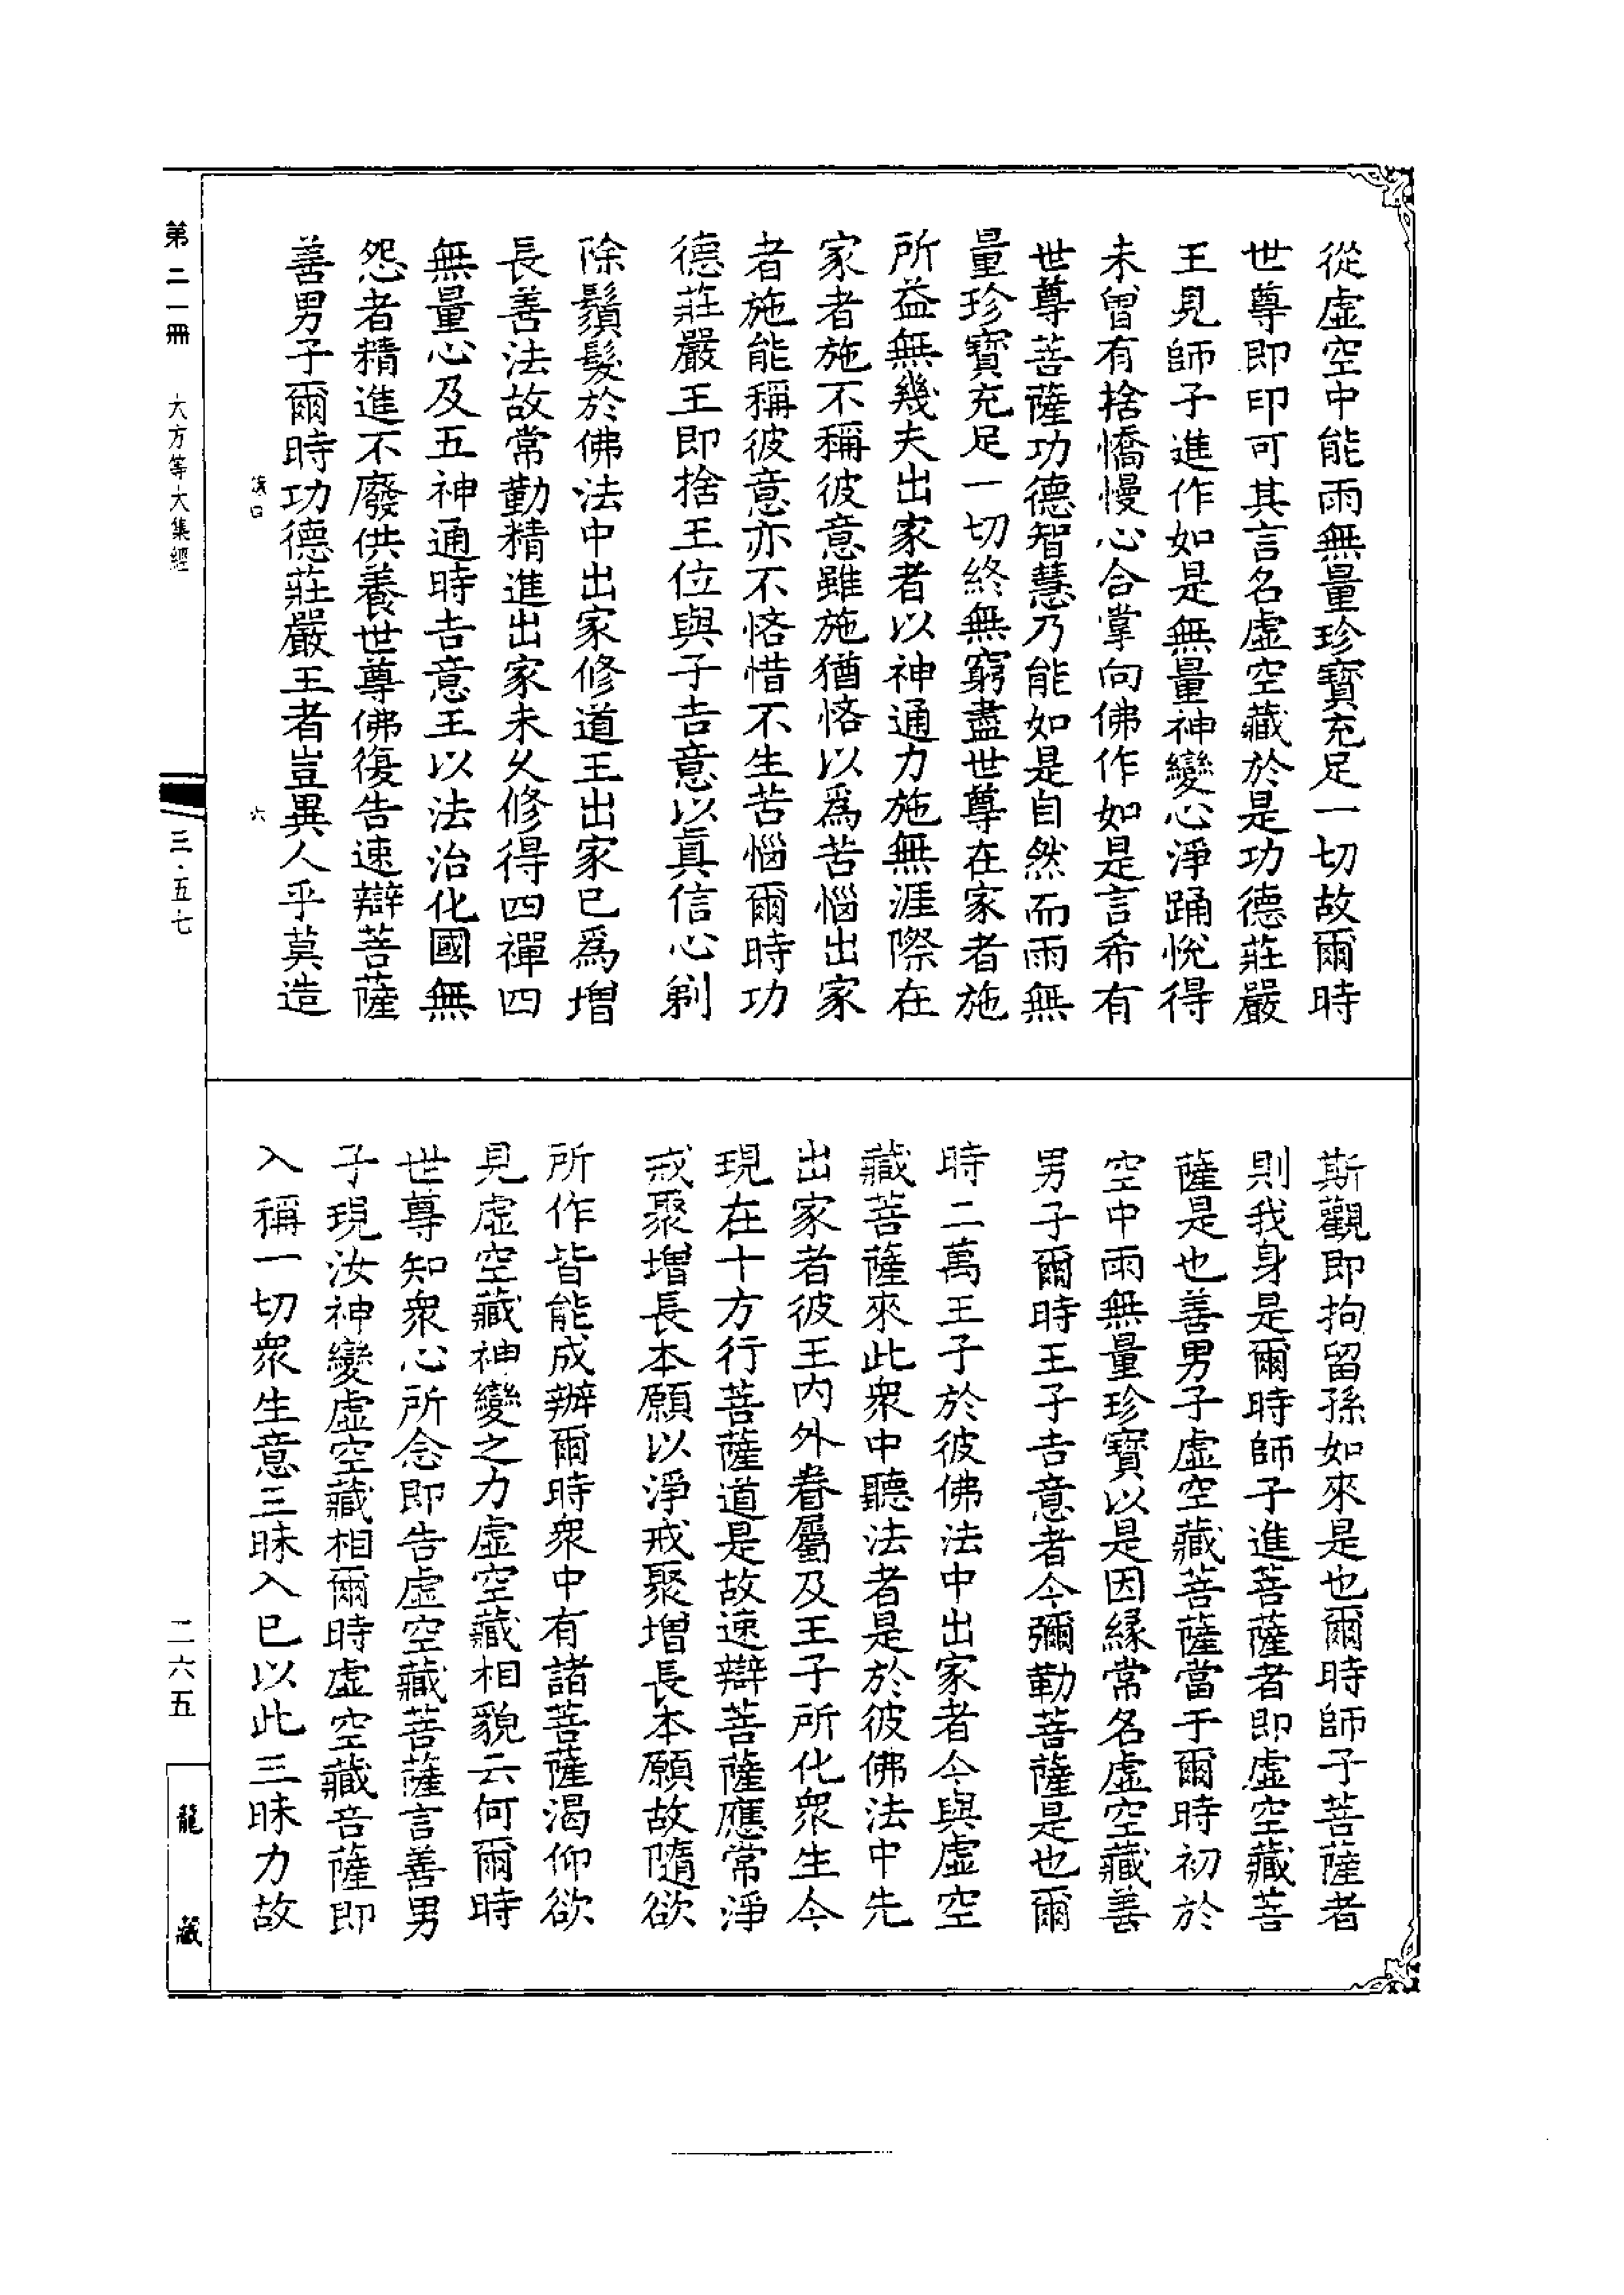 從虛空中能雨無量珍寶充足一切故爾時
世尊即印可其言名虛空藏於是功德莊嚴
王見師子進作如是無量神變心淨踊悅得
未曾有捨憍慢心合掌向佛作如是言希有
世尊菩薩功德智慧乃能如是自然而雨無
量珍寶充足一切終無窮盡世尊在家者施
所益無幾夫出家者以神通力施無涯際在
家者施不稱彼意雖施猶悋以爲苦惱出家
者施能稱彼意亦不悋惜不生苦惱爾時功
德莊嚴王即捨王位與子吉意以眞信心剃
除鬚髮於佛法中出家修道王出家已爲增
長善法故常勤精進出家未久修得四禪四
無量心及五神通時吉意王以法治化國無
怨者精進不廢供養世尊佛復告速辯菩薩
善男子爾時功德莊嚴王者豈異人乎莫造
六
斯觀即拘留孫如來是也爾時師子菩薩者
則我身是爾時師子進菩薩者即虛空藏菩
薩是也善男子虛空藏菩薩當于爾時初於
空中雨無量珍寶以是因緣常名虛空藏善
男子爾時王子吉意者今彌勒菩薩是也爾
時二萬王子於彼佛法中出家者今與虛空
藏菩薩來此衆中聽法者是於彼佛法中先
出家者彼王內外眷屬及王子所化衆生今
現在十方行菩薩道是故速辯菩薩應常淨
戒聚增長本願以淨戒聚增長本願故隨欲
所作皆能成辦爾時衆中有諸菩薩渴仰欲
見虛空藏神變之力虛空藏相貌云何爾時
世尊知衆心所念即告虛空藏菩薩言善男
子現汝神變虛空藏相爾時虛空藏菩薩即
入稱一切衆生意三昧入已以此三昧力故
第二一冊 大方等大集經
三·五七
二六五
龍藏